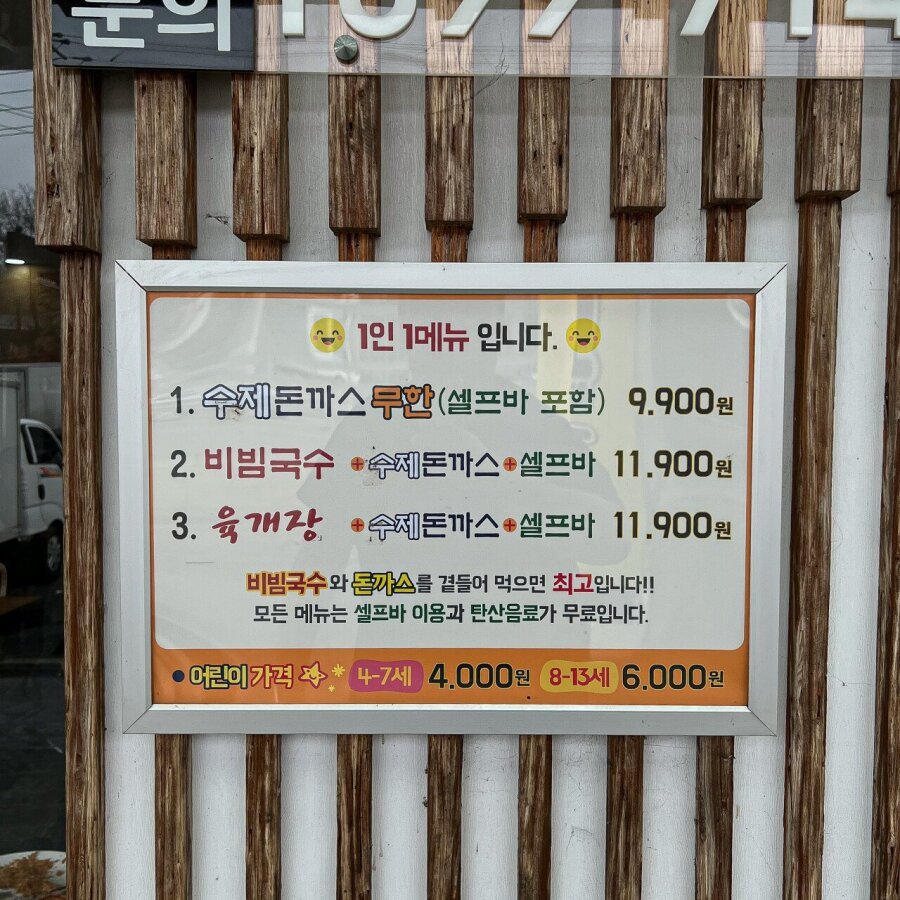 문의
1인 1메뉴 입니다.
1. 수제돈까스 무한(셀프바 포함) 9.900원
2. 비빔국수 +수제돈까스+셀프바 11.900원
3. 육개장 +수제돈까스+셀프바 11.900원
비빔국수와 돈까스를 곁들어 먹으면 최고입니다!!
모든 메뉴는 셀프바 이용과 탄산음료가 무료입니다.
• 어린이 가격 4-7세 4.000원 8-13세 6.000원